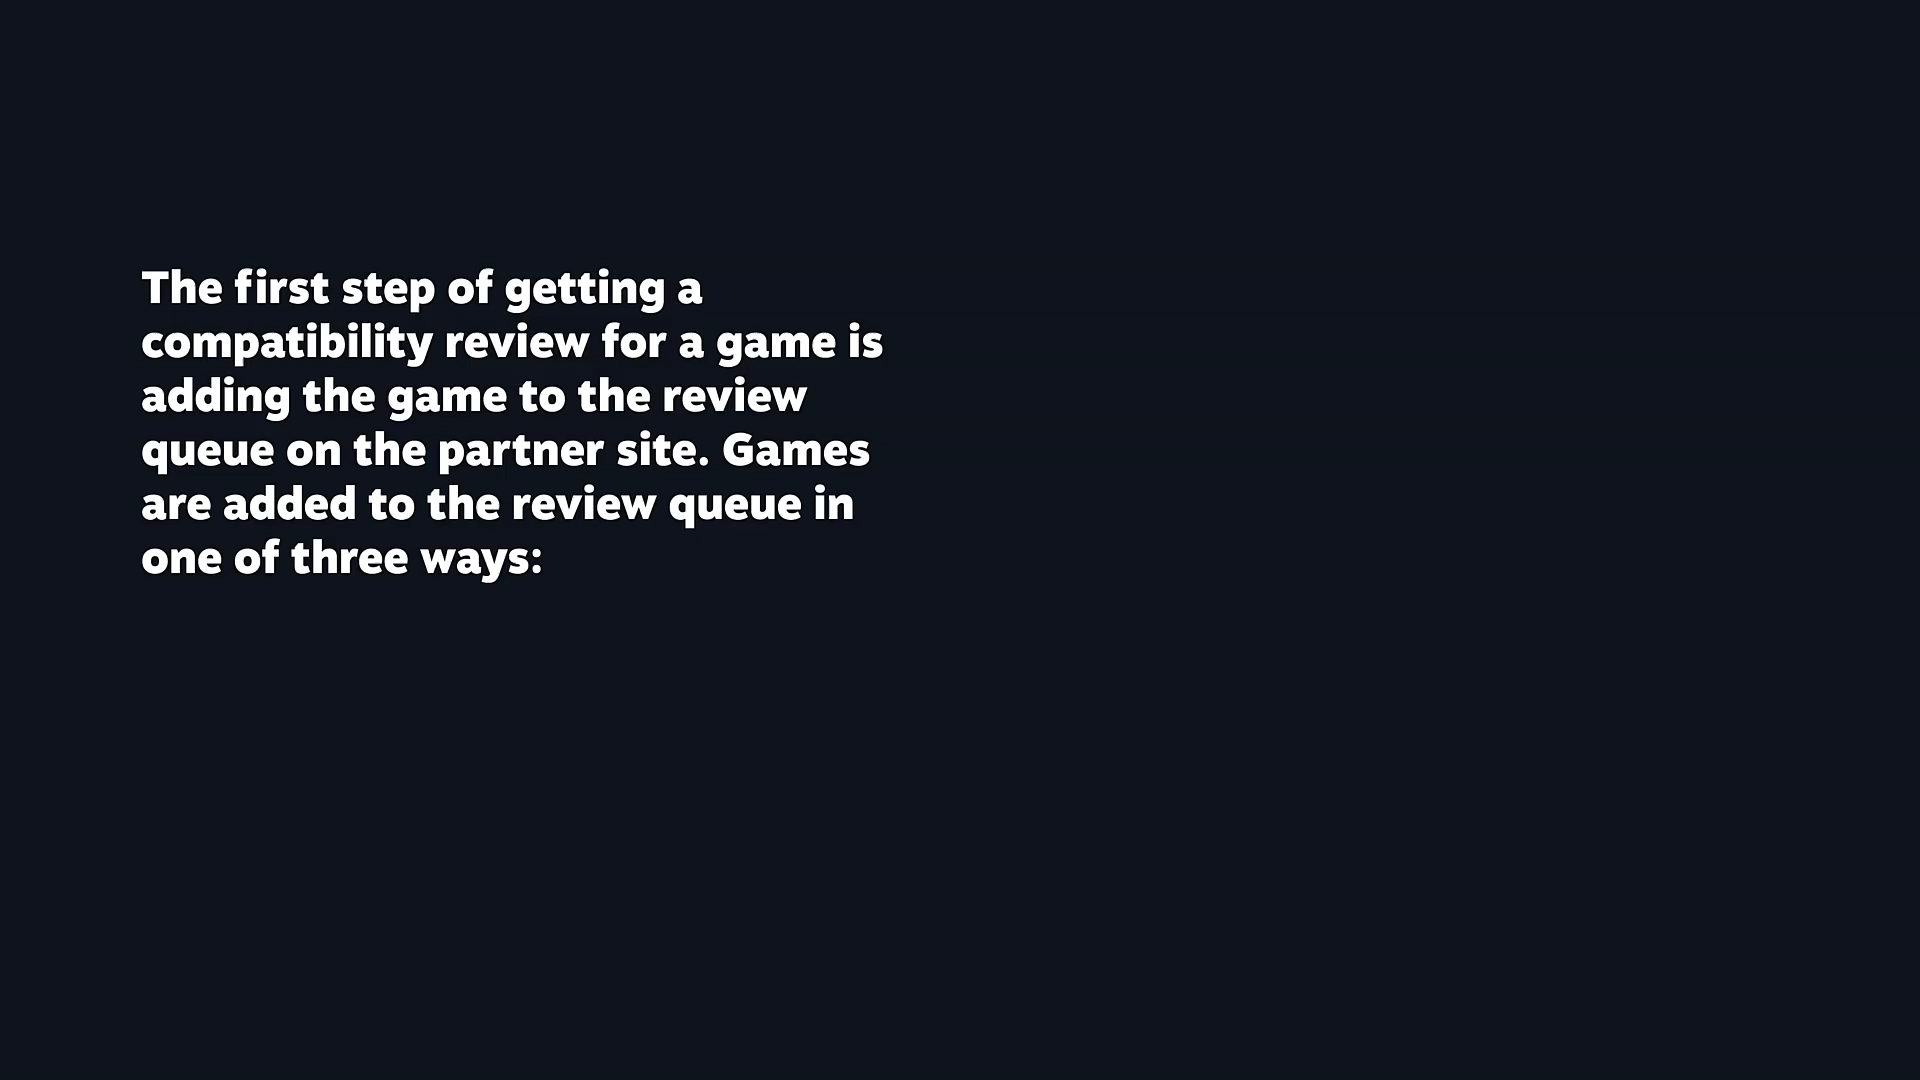 The first step of getting a
compatibility review for a game is
adding the game to the review
queue on the partner site. Games
are added to the review queue in
one of three ways: